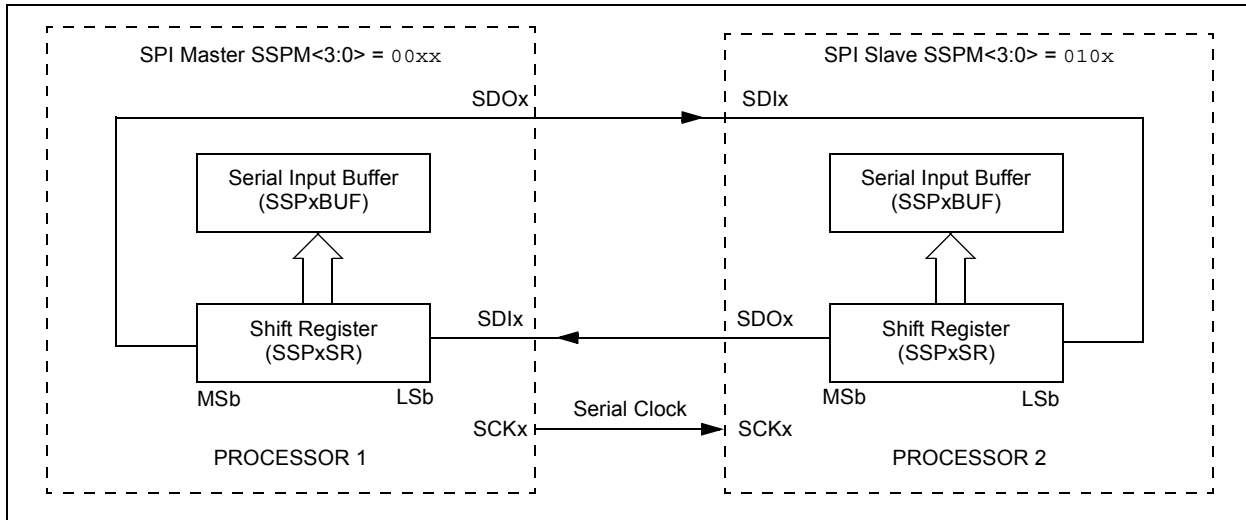 SPI Master SSPM<3:0> = 00xx
SPI Slave SSPM<3:0> = 010x
SDOx
SDIx
Serial Input Buffer
(SSPxBUF)
Serial Input Buffer
(SSPxBUF)
SDIx
SDOx
Shift Register
(SSPxSR)
Shift Register
(SSPxSR)
MSb
LSb
MSb
LSb
Serial Clock
SCKx
SCKx
PROCESSOR 1
PROCESSOR 2